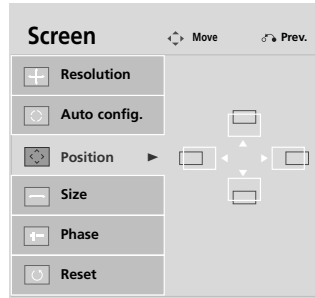 Screen Move Prev.
Resolution
Auto config.
Position
Size
Phase
Reset